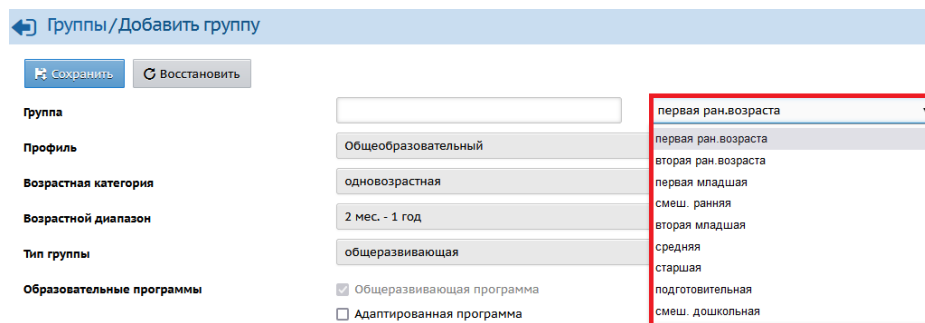 Группы/Добавить группу
Сохранить Восстановить
Группа первая ран.возраста
первая ран.возраста
Профиль Общеобразовательный
вторая ран.возраста
Возрастная категория одновозрастная
первая младшая
смеш. ранняя
Возрастной диапазон 2 мес. - 1 год
вторая младшая
средняя
Тип группы общеразвивающая
старшая
Образовательные программы Общеразвивающая программа
подготовительная
Адаптированная программа
смеш. дошкольная